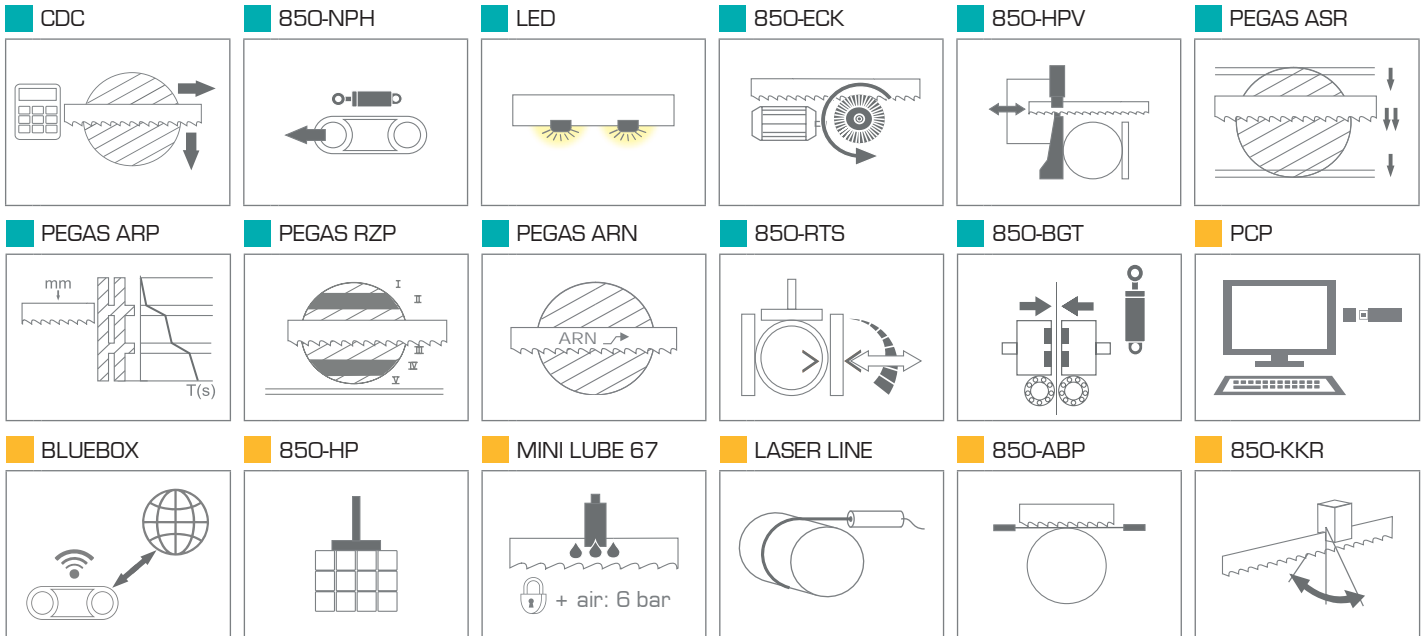 CDC
850-NPH
LED
850-ECK
850-HPV
PEGAS ASR
PEGAS ARP
PEGAS RZP
PEGAS ARN
850-RTS
850-BGT
PCP
mm
T(s)
I
II
III
IV
V
ARN
BLUEBOX
850-HP
MINI LUBE 67
LASER LINE
850-ABP
850-KKR
+ air: 6 bar